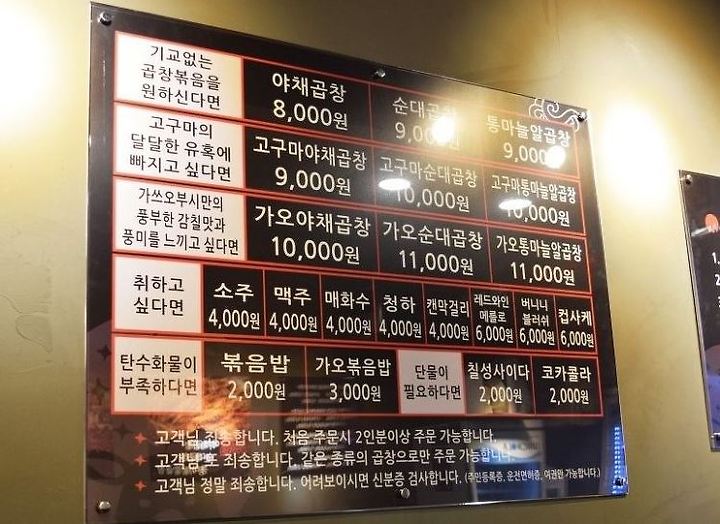 기교없는
곱창볶음을
원하신다면
야채곱창
8,000원
순대곱창
9,000원
통마늘알곱창
9,000원
고구마의
달달한 유혹에
빠지고 싶다면
고구마야채곱창
9,000원
고구마순대곱창
10,000원
고구마통마늘알곱창
10,000원
가쓰오부시만의
풍부한 감칠맛과
풍미를 느끼고싶다면
가오야채곱창
10,000원
가오순대곱창
11,000원
가오통마늘알곱창
11,000원
취하고
싶다면
소주
4,000원
맥주
4,000원
매화수
4,000원
청하
4,000원
캔막걸리
4,000원
레드와인
메를로
6,000원
버니니
블러쉬
6,000원
컵사케
6,000원
탄수화물이
부족하다면
볶음밥
2,000원
가오볶음밥
3,000원
단물이
필요하다면
칠성사이다
2,000원
코카콜라
2,000원
고객님 죄송합니다. 처음 주문시 2인분이상 주문 가능합니다.
고객님 또 죄송합니다. 같은 종류의 곱창으로만 주문 가능합니다.
고객님 정말 죄송합니다. 어려보이시면 신분증 검사합니다. (주민등록증, 운전면허증, 여권만 가능합니다.)